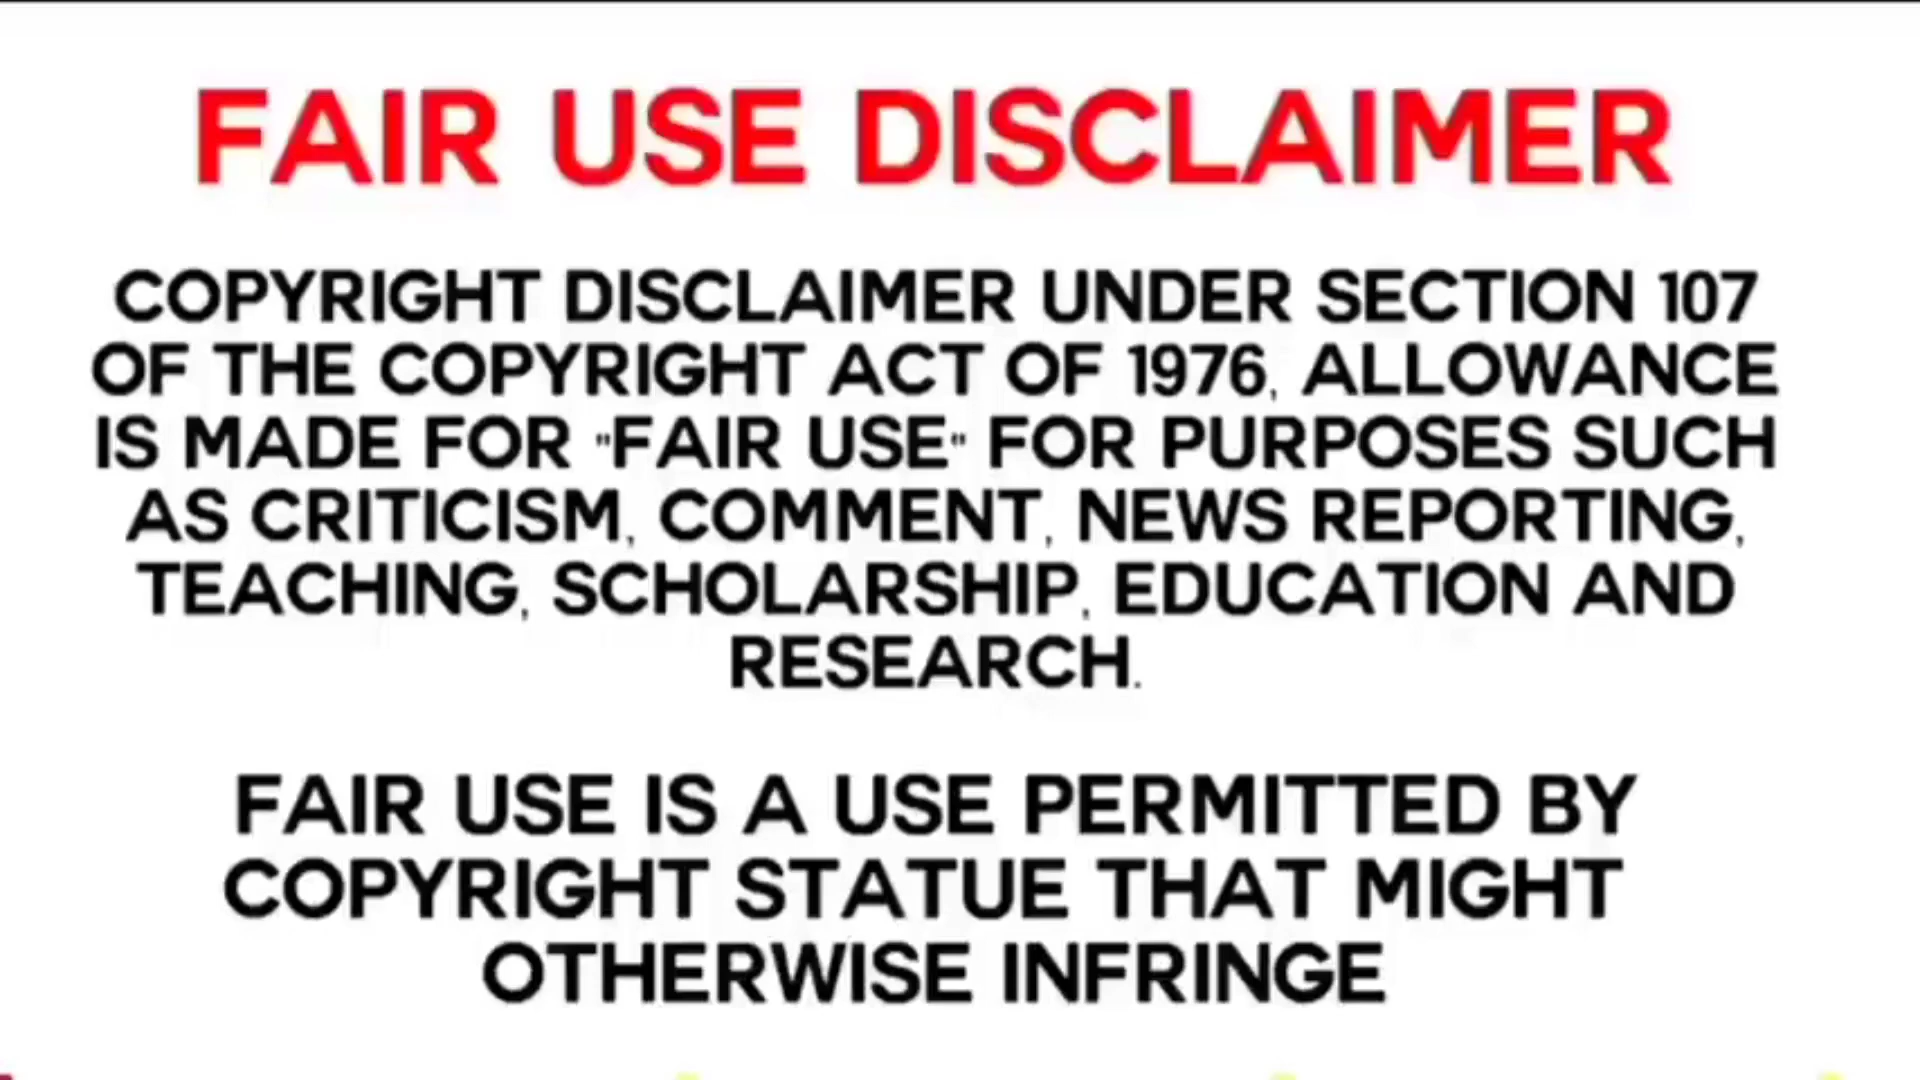 FAIR USE DISCLAIMER
COPYRIGHT DISCLAIMER UNDER SECTION 107
OF THE COPYRIGHT ACT OF 1976, ALLOWANCE
IS MADE FOR "FAIR USE" FOR PURPOSES SUCH
AS CRITICISM, COMMENT, NEWS REPORTING,
TEACHING, SCHOLARSHIP, EDUCATION AND
RESEARCH.
FAIR USE IS A USE PERMITTED BY
COPYRIGHT STATUE THAT MIGHT
OTHERWISE INFRINGE